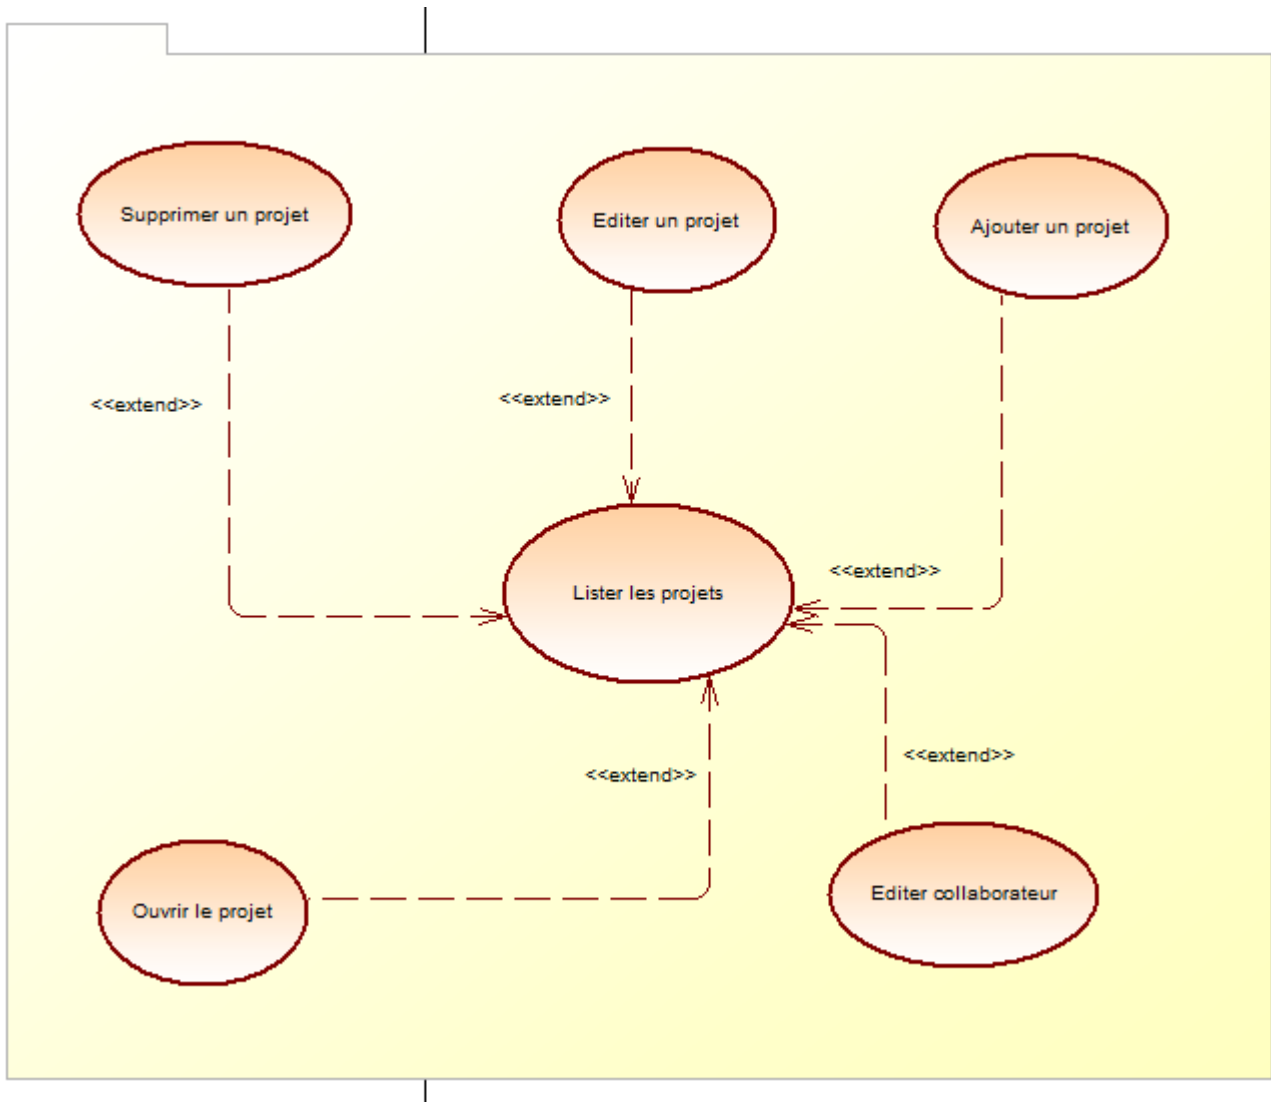 Supprimer un projet
Editer un projet
Ajouter un projet
<<extend>>
<<extend>>
<<extend>>
Lister les projets
<<extend>>
<<extend>>
Ouvrir le projet
Editer collaborateur